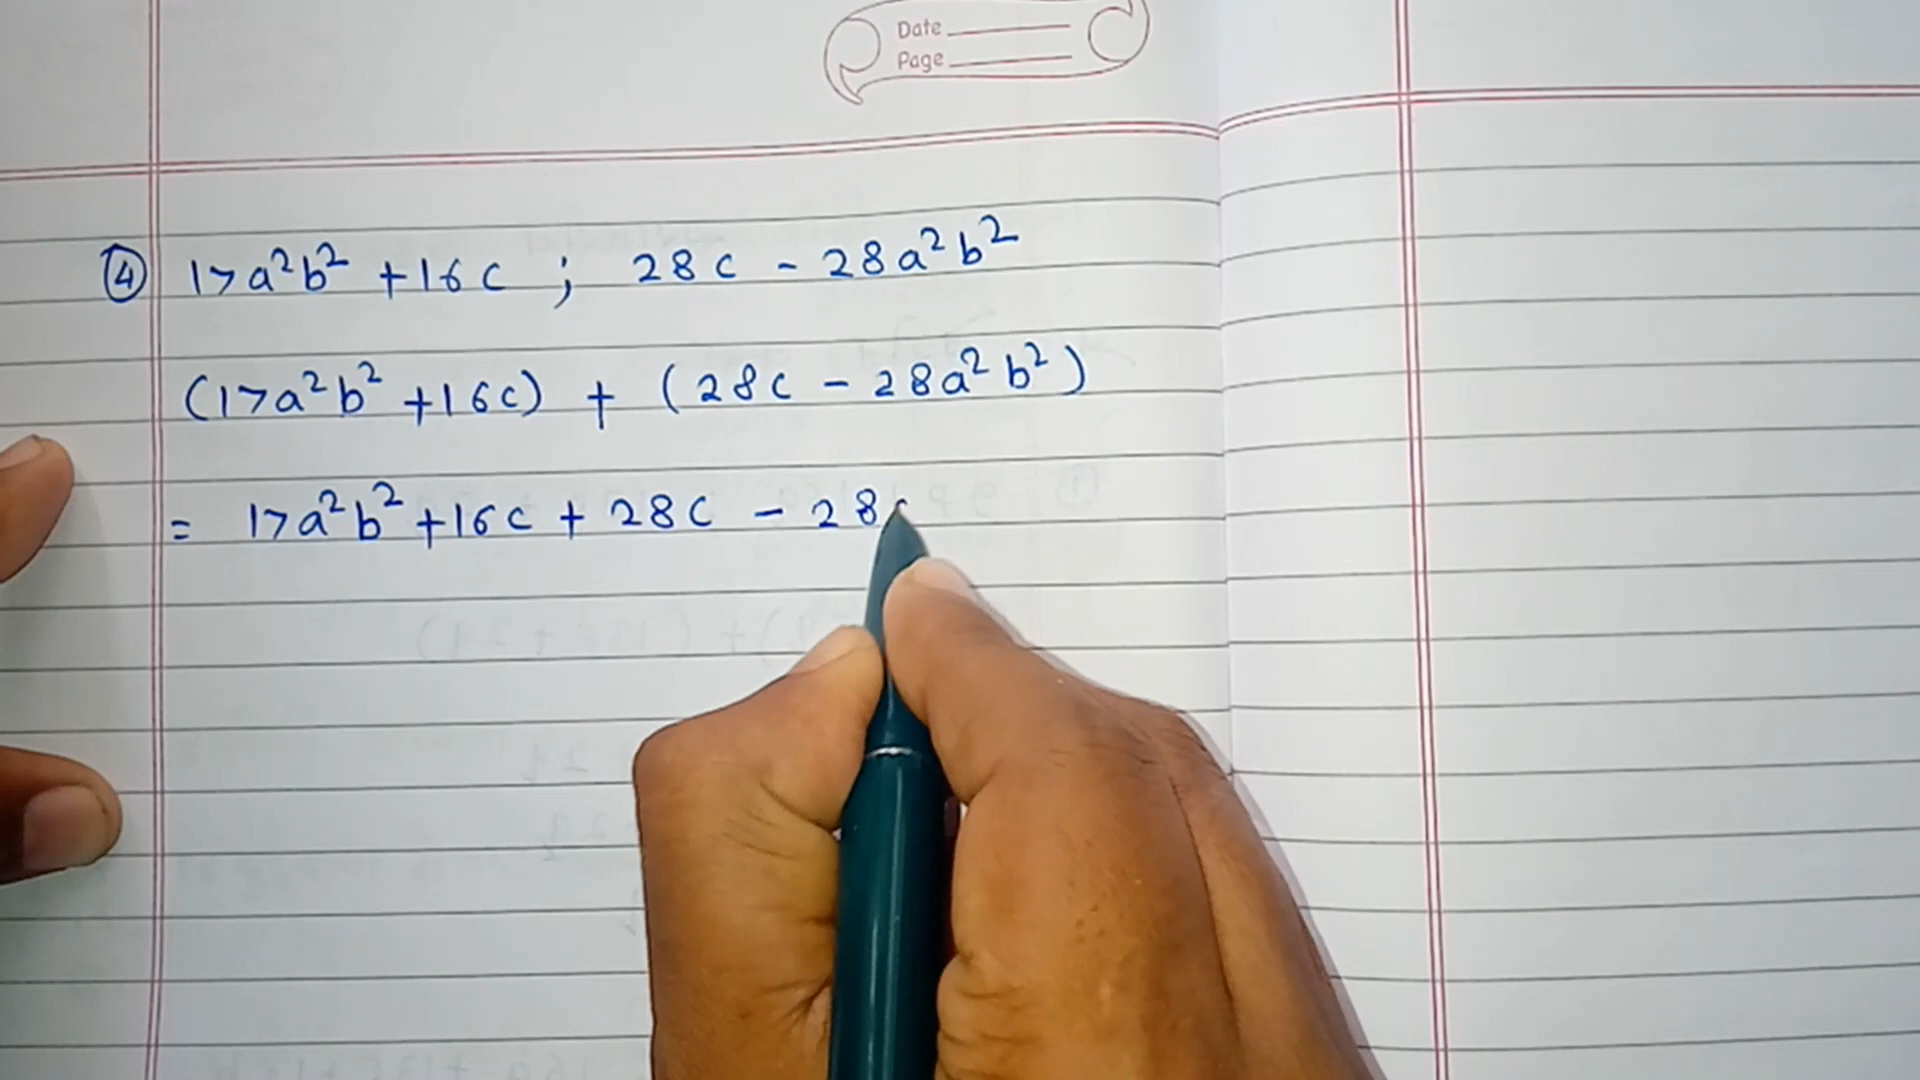 Date
Page
④ 17a²b² + 16c ; 28c - 28a²b²
(17a²b² + 16c) + (28c - 28a²b²)
= 17a²b² + 16c + 28c - 28